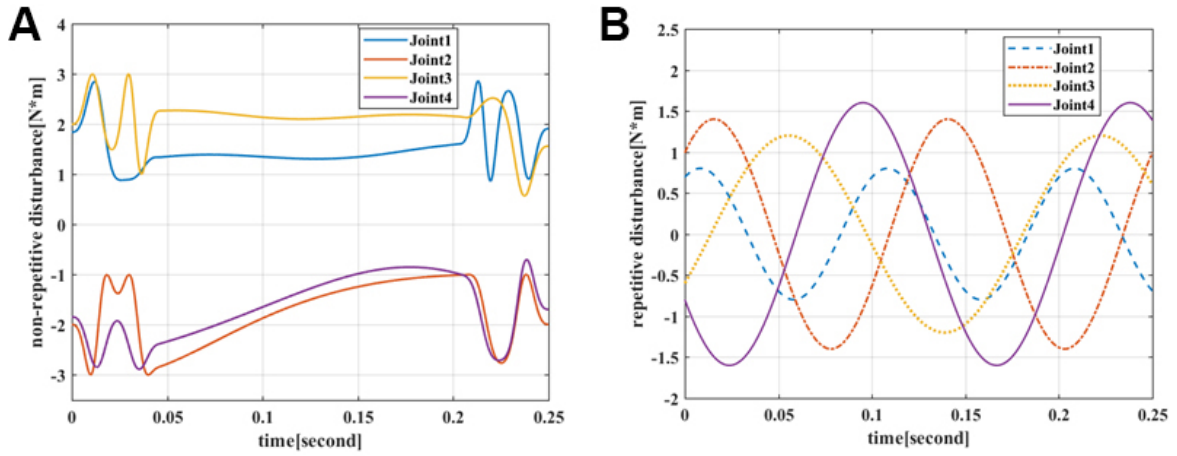 A
non-repetitive disturbance[N*m]
4
3
2
1
0
-1
-2
-3
Joint1
Joint2
Joint3
Joint4
0 0.05 0.1 0.15 0.2 0.25
time[second]
B
repetitive disturbance[N*m]
2.5
2
1.5
1
0.5
0
-0.5
-1
-1.5
-2
Joint1
Joint2
Joint3
Joint4
0 0.05 0.1 0.15 0.2 0.25
time[second]